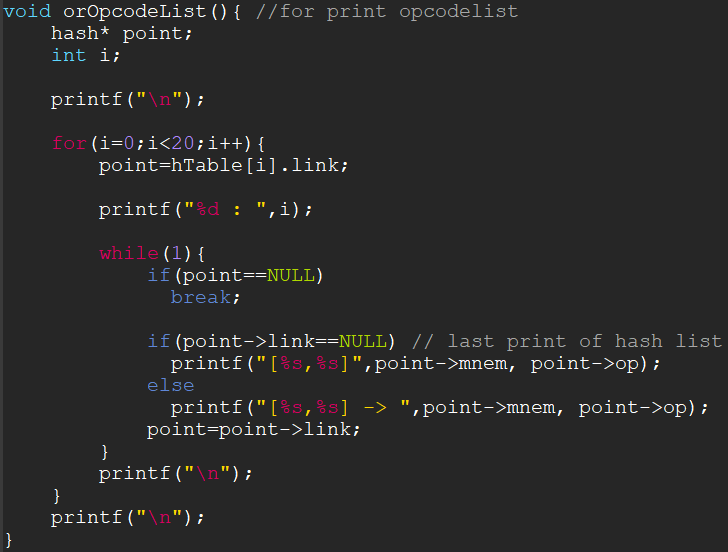 void orOpcodeList(){ //for print opcodelist
    hash* point;
    int i;

    printf("\n");

    for(i=0;i<20;i++){
        point=hTable[i].link;

        printf("%d : ",i);

        while(1){
            if(point==NULL)
              break;

            if(point->link==NULL) // last print of hash list
              printf("[%s,%s]",point->mnem, point->op);
            else
              printf("[%s,%s] -> ",point->mnem, point->op);
            point=point->link;
        }
        printf("\n");
    }
    printf("\n");
}